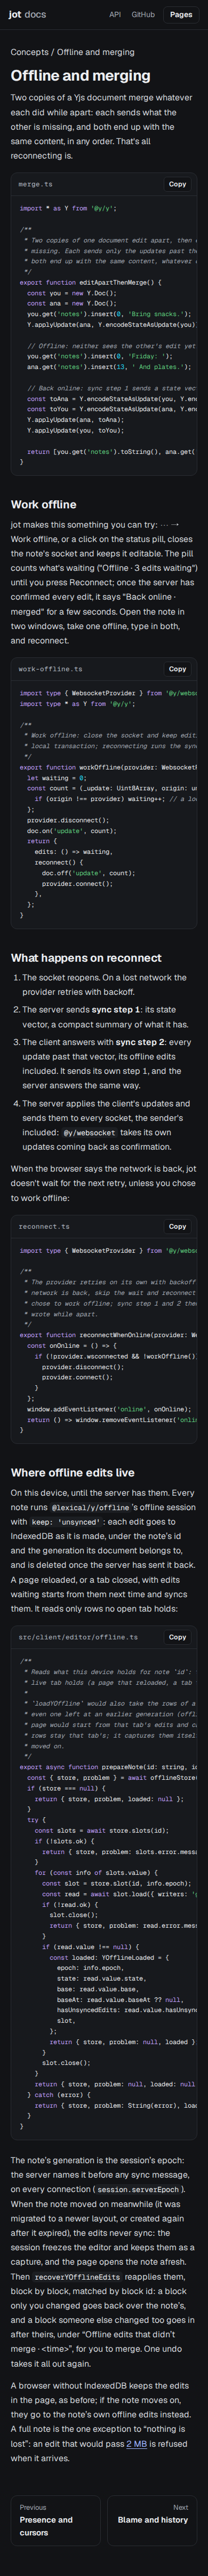 jot docs
API GitHub Pages
Concepts / Offline and merging
Offline and merging
Two copies of a Yjs document merge whatever
each did while apart: each sends what the
other is missing, and both end up with the
same content, in any order. That's all
reconnecting is.
merge.ts Copy
import * as Y from '@y/y';
/**
* Two copies of one document edit apart, then
* missing. Each side sends only the updates past the
* both end up with the same content, whatever
*/
export function editApartThenMerge() {
const you = new Y.Doc();
const ana = new Y.Doc();
you.get('notes').insert(0, 'Bring snacks.');
Y.applyUpdate(ana, Y.encodeStateAsUpdate(you)
// Offline: neither sees the other's edit yet
you.get('notes').insert(0, 'Friday: ');
ana.get('notes').insert(13, ' And plates.');
// Back online: sync step 1 sends a state vec
const toAna = Y.encodeStateAsUpdate(you, Y.en
const toYou = Y.encodeStateAsUpdate(ana, Y.en
Y.applyUpdate(ana, toAna);
Y.applyUpdate(you, toYou);
return [you.get('notes').toString(), ana.get(
}
Work offline
jot makes this something you can try: ⋯ →
Work offline, or a click on the status pill, closes
the note's socket and keeps it editable. The pill
counts what's waiting ("Offline · 3 edits waiting")
until you press Reconnect; once the server has
confirmed every edit, it says "Back online ·
merged" for a few seconds. Open the note in
two windows, take one offline, type in both,
and reconnect.
work-offline.ts Copy
import type { WebsocketProvider } from '@y/webso
import type * as Y from '@y/y';
/**
* Work offline: close the socket and keep edit
* local transaction; reconnecting runs the sync
*/
export function workOffline(provider: WebsocketP
let waiting = 0;
const count = (_update: Uint8Array, origin: u
if (origin !== provider) waiting++; // a lo
};
provider.disconnect();
doc.on('update', count);
return {
edits: () => waiting,
reconnect() {
doc.off('update', count);
provider.connect();
},
};
}
What happens on reconnect
1. The socket reopens. On a lost network the
provider retries with backoff.
2. The server sends sync step 1: its state
vector, a compact summary of what it has.
3. The client answers with sync step 2: every
update past that vector, its offline edits
included. It sends its own step 1, and the
server answers the same way.
4. The server applies the client's updates and
sends them to every socket, the sender's
included: @y/websocket takes its own
updates coming back as confirmation.
When the browser says the network is back, jot
doesn't wait for the next retry, unless you chose
to work offline:
reconnect.ts Copy
import type { WebsocketProvider } from '@y/webso
/**
* The provider retries on its own with backoff
* network is back, skip the wait and reconnect
* chose to work offline; sync step 1 and 2 then
* wrote while apart.
*/
export function reconnectWhenOnline(provider: We
const onOnline = () => {
if (!provider.wsconnected && !workOffline()
provider.disconnect();
provider.connect();
}
};
window.addEventListener('online', onOnline);
return () => window.removeEventListener('onlin
}
Where offline edits live
On this device, until the server has them. Every
note runs @lexical/y/offline's offline session
with keep: 'unsynced': each edit goes to
IndexedDB as it is made, under the note's id
and the generation its document belongs to,
and is deleted once the server has sent it back.
A page reloaded, or a tab closed, with edits
waiting starts from them next time and syncs
them. It reads only rows no open tab holds:
src/client/editor/offline.ts Copy
/**
* Reads what this device holds for note `id`:
* live tab holds (a page that reloaded, a tab
*
* `loadYOffline` would also take the rows of a
* even one left at an earlier generation (offl
* page would start from that tab's edits and c
* rows stay that tab's; it captures them itsel
* moved on.
*/
export async function prepareNote(id: string, id
const { store, problem } = await offlineStore
if (store === null) {
return { store, problem, loaded: null };
}
try {
const slots = await store.slots(id);
if (!slots.ok) {
return { store, problem: slots.error.messa
}
for (const info of slots.value) {
const slot = store.slot(id, info.epoch);
const read = await slot.load({ writers: 'g
if (!read.ok) {
slot.close();
return { store, problem: read.error.mess
}
if (read.value !== null) {
const loaded: YOfflineLoaded = {
epoch: info.epoch,
state: read.value.state,
base: read.value.base,
baseAt: read.value.baseAt ?? null,
hasUnsyncedEdits: read.value.hasUnsync
slot,
};
return { store, problem: null, loaded }
}
slot.close();
}
return { store, problem: null, loaded: null
} catch (error) {
return { store, problem: String(error), load
}
}
The note's generation is the session's epoch:
the server names it before any sync message,
on every connection (session.serverEpoch).
When the note moved on meanwhile (it was
migrated to a newer layout, or created again
after it expired), the edits never sync: the
session freezes the editor and keeps them as a
capture, and the page opens the note afresh.
Then recoverYOfflineEdits reapplies them,
block by block, matched by block id: a block
only you changed goes back over the note's,
and a block someone else changed too goes in
after theirs, under "Offline edits that didn't
merge · <time>", for you to merge. One undo
takes it all out again.
A browser without IndexedDB keeps the edits
in the page, as before; if the note moves on,
they go to the note's own offline edits instead.
A full note is the one exception to "nothing is
lost": an edit that would pass 2 MB is refused
when it arrives.
Previous
Presence and
cursors
Next
Blame and history